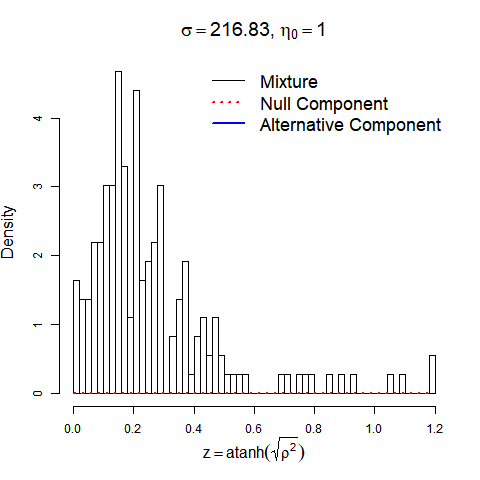 σ = 216.83, η₀ = 1
Mixture
Null Component
Alternative Component
Density
4
3
2
1
0
0.0 0.2 0.4 0.6 0.8 1.0 1.2
z = atanh(√ρ²)